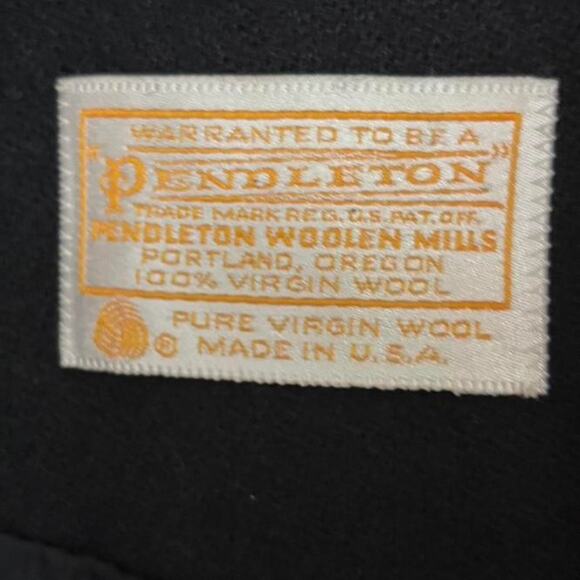 WARRANTED TO BE A
"PENDLETON"
TRADE MARK REG. U.S. PAT. OFF.
PENDLETON WOOLEN MILLS
PORTLAND, OREGON
100% VIRGIN WOOL
PURE VIRGIN WOOL
® MADE IN U.S.A.